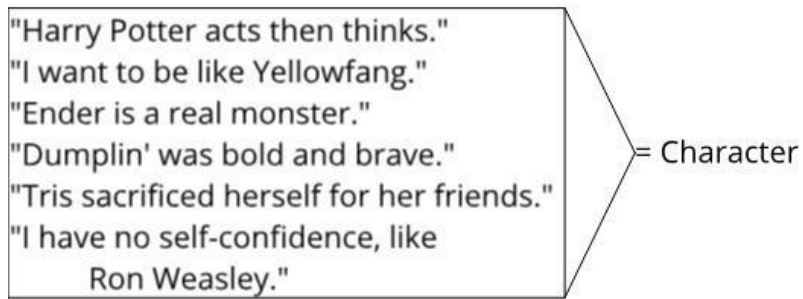 "Harry Potter acts then thinks."
"I want to be like Yellowfang."
"Ender is a real monster."
"Dumplin' was bold and brave."
"Tris sacrificed herself for her friends."
"I have no self-confidence, like
Ron Weasley."
= Character